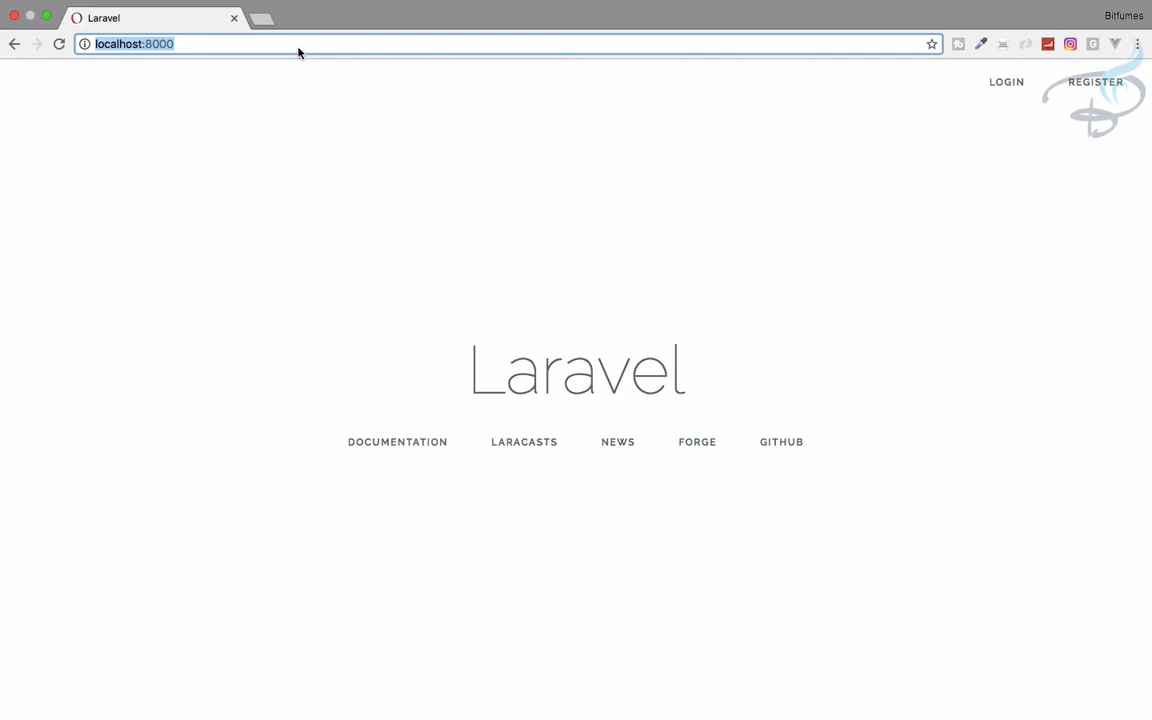 Laravel
Bitfumes
localhost:8000
LOGIN REGISTER
Laravel
DOCUMENTATION LARACASTS NEWS FORGE GITHUB